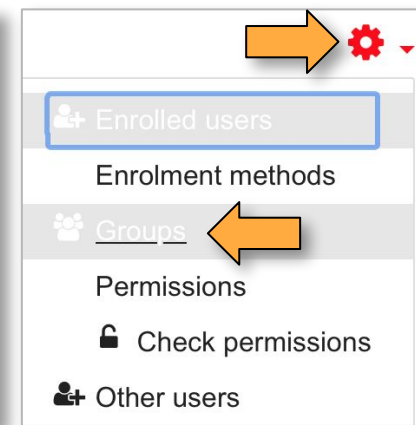 Enrolled users
Enrolment methods
Groups
Permissions
Check permissions
Other users